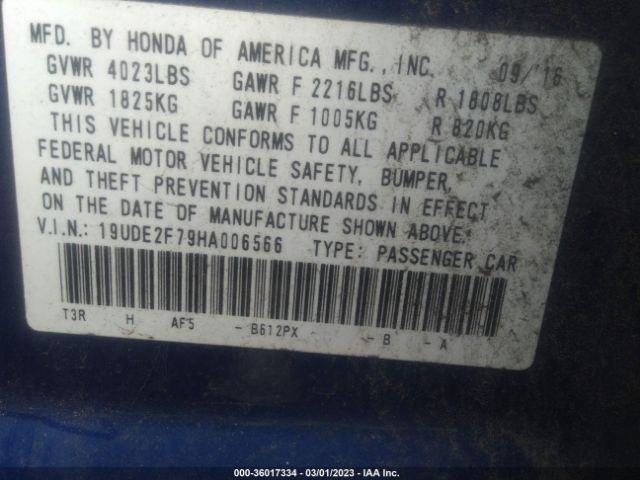 MFD. BY HONDA OF AMERICA MFG., INC. 09/'16
GVWR 4023LBS GAWR F 2216LBS R 1808LBS
GVWR 1825KG GAWR F 1005KG R 820KG
THIS VEHICLE CONFORMS TO ALL APPLICABLE
FEDERAL MOTOR VEHICLE SAFETY, BUMPER,
AND THEFT PREVENTION STANDARDS IN EFFECT
ON THE DATE OF MANUFACTURE SHOWN ABOVE.
V.I.N.: 19UDE2F79HA006566 TYPE: PASSENGER CAR
T3R H AF5 - B612PX - - B - A
000-36017334 - 03/01/2023 - IAA Inc.